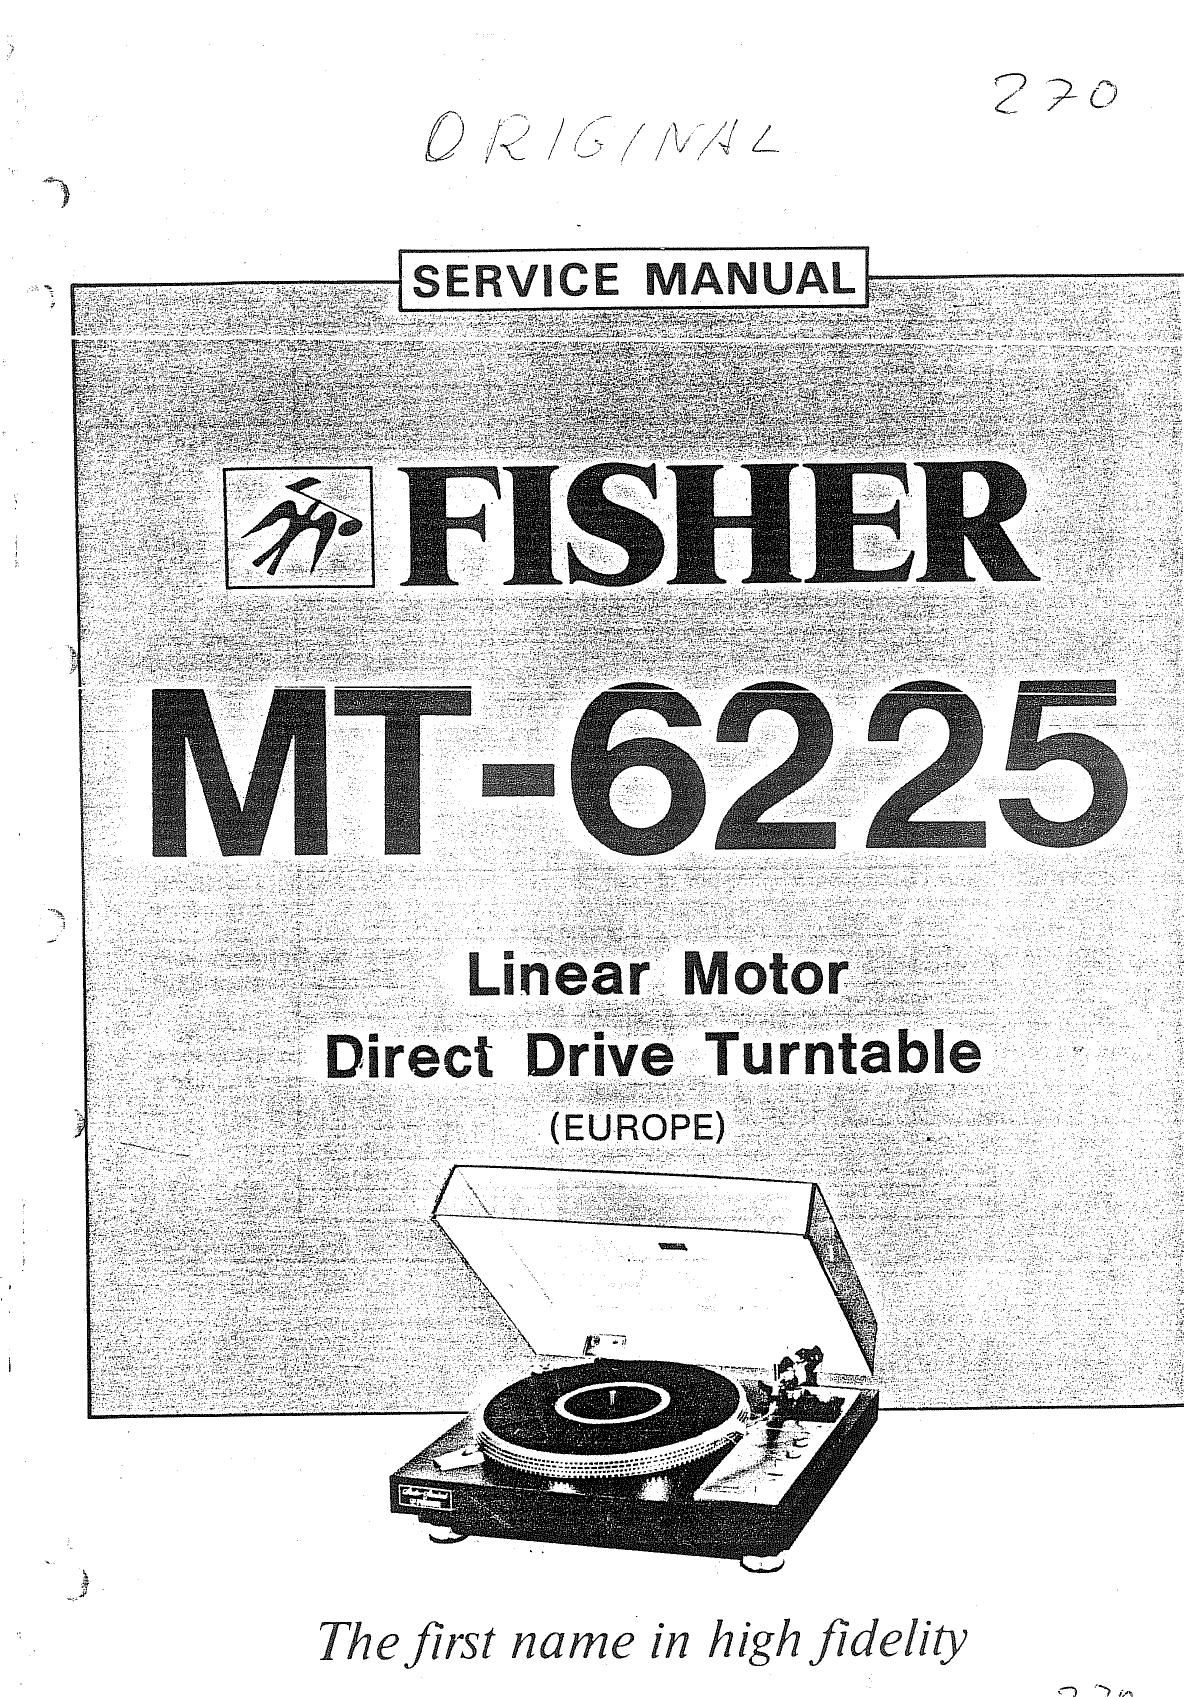 270
ORIGINAL
SERVICE MANUAL
FISHER
MT-6225
Linear Motor
Direct Drive Turntable
(EUROPE)
The first name in high fidelity